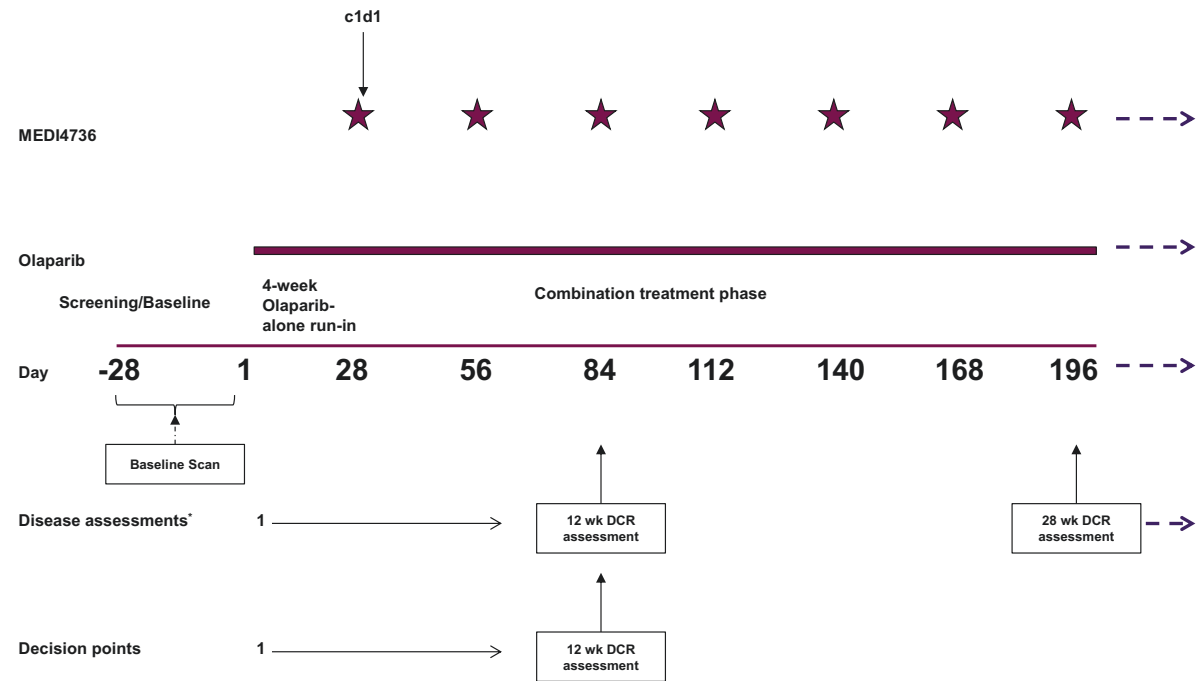 c1d1
MEDI4736
Olaparib
Screening/Baseline
4-week
Olaparib-
alone run-in
Combination treatment phase
Day -28 1 28 56 84 112 140 168 196
Baseline Scan
Disease assessments* 1
12 wk DCR
assessment
28 wk DCR
assessment
Decision points 1
12 wk DCR
assessment